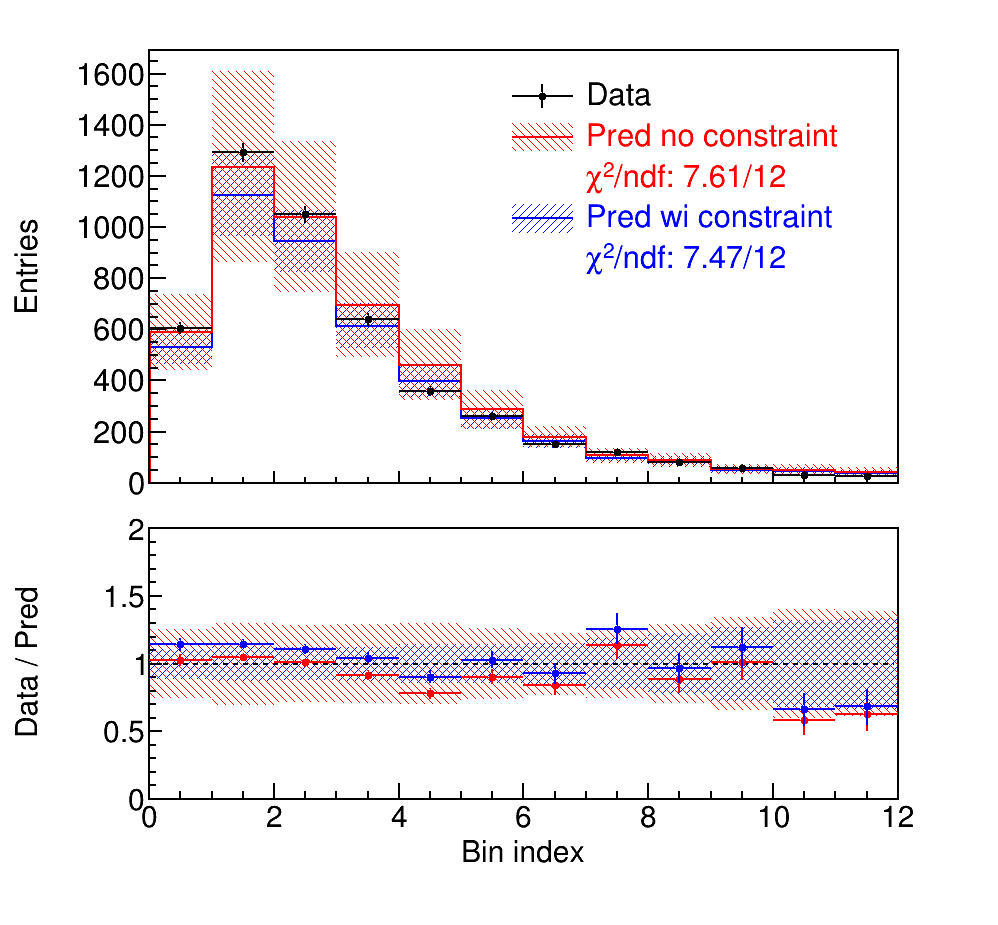 1600
1400
1200
1000
800
600
400
200
0
Entries
Data
Pred no constraint
χ²/ndf: 7.61/12
Pred wi constraint
χ²/ndf: 7.47/12
2
1.5
1
0.5
0
Data / Pred
0 2 4 6 8 10 12
Bin index